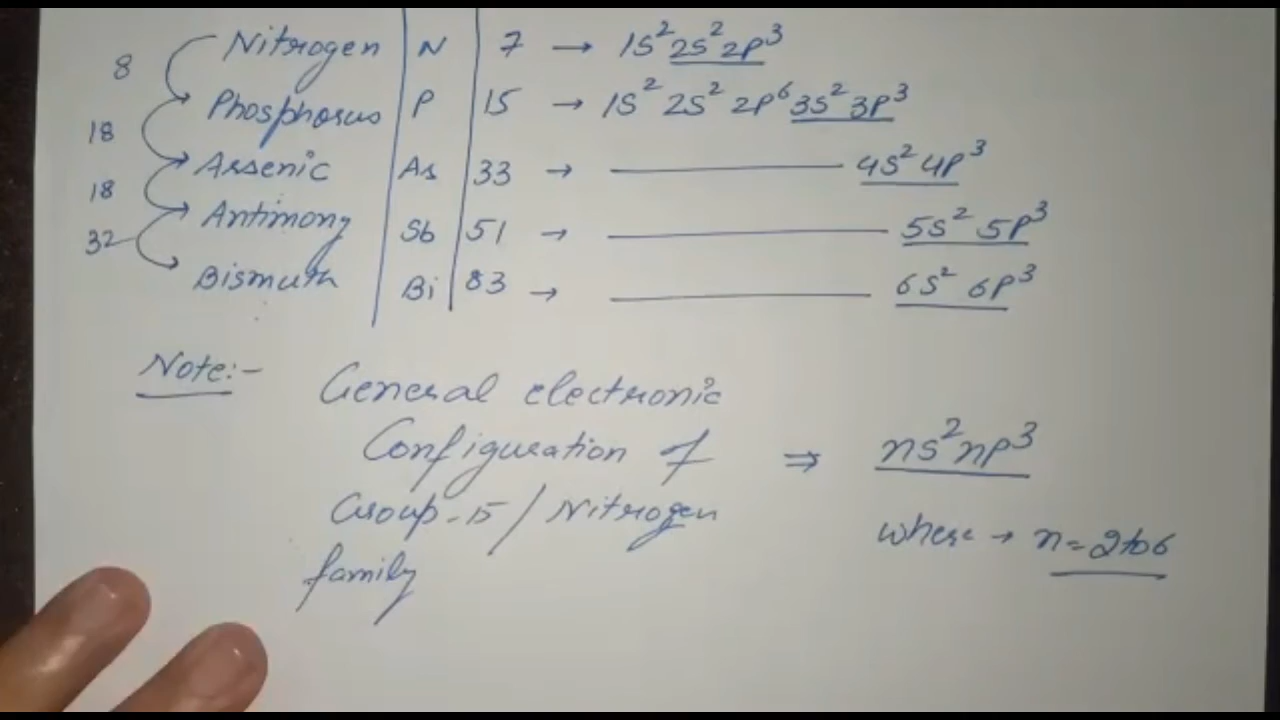 Nitrogen N 7 → 1S² 2S² 2P³
8
Phosphorus P 15 → 1S² 2S² 2P⁶ 3S² 3P³
18
Arsenic As 33 → 4S² 4P³
18
Antimony Sb 51 → 5S² 5P³
32
Bismuth Bi 83 → 6S² 6P³
Note:-
General electronic
Configuration of ⇒ nS² nP³
Group-15 / Nitrogen
where → n=2 to 6
family